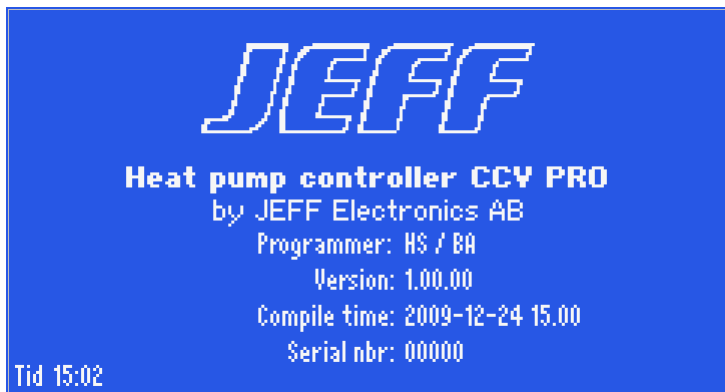 JEFF
Heat pump controller CCV PRO
by JEFF Electronics AB
Programmer: HS / BA
Version: 1.00.00
Compile time: 2009-12-24 15.00
Serial nbr: 00000
Tid 15:02